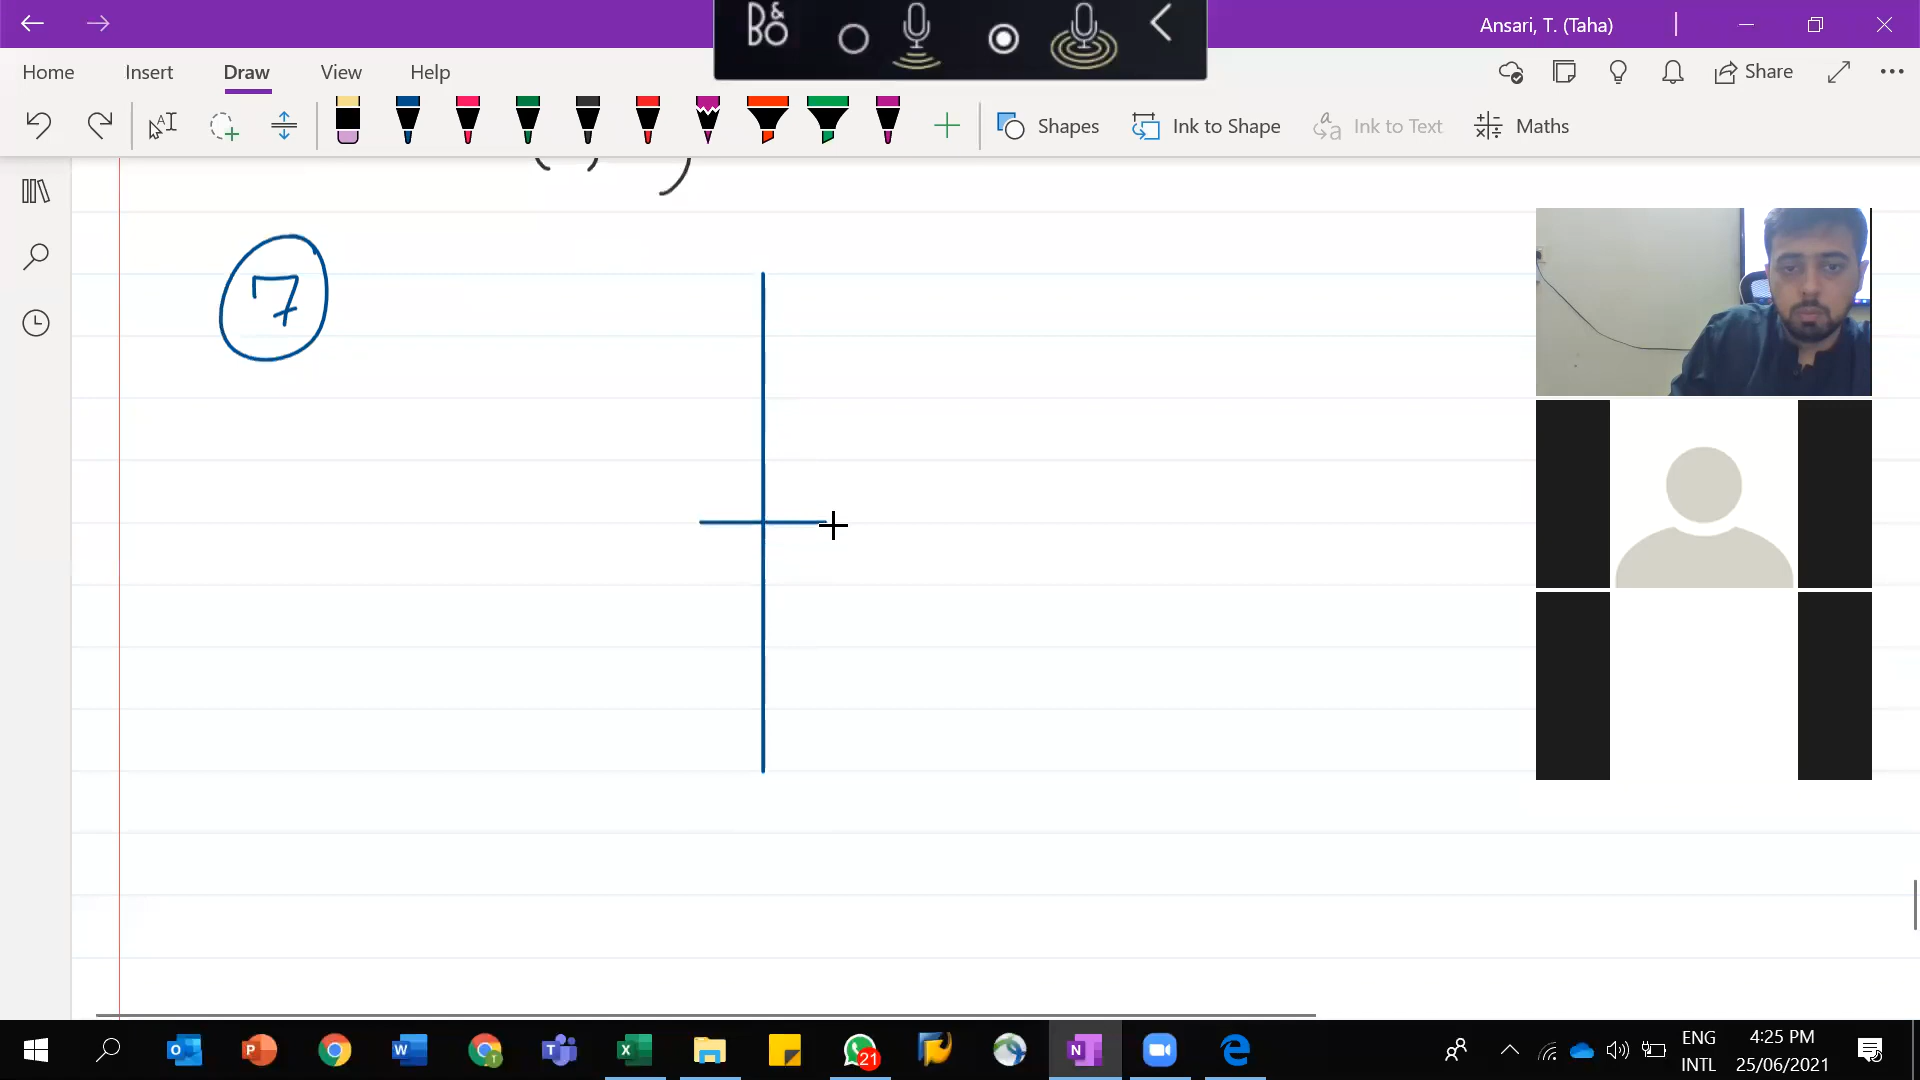 B&O
Ansari, T. (Taha)
Home Insert Draw View Help
Share
Shapes Ink to Shape Ink to Text Maths
7
21
ENG
INTL
4:25 PM
25/06/2021